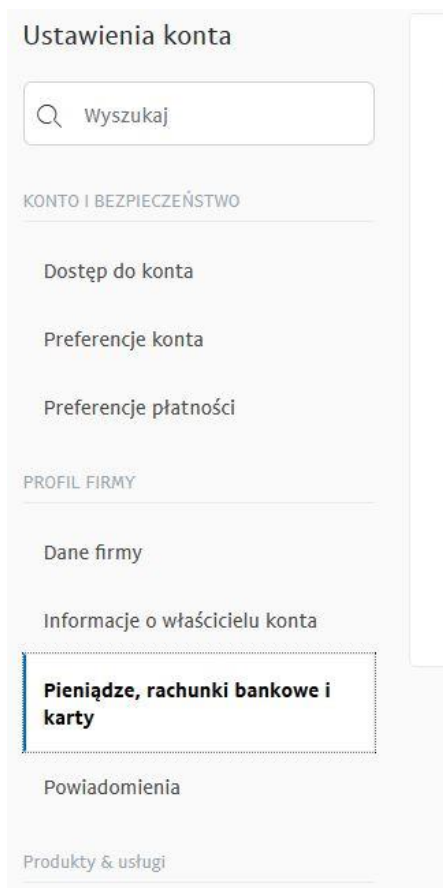 Ustawienia konta
Wyszukaj
KONTO I BEZPIECZEŃSTWO
Dostęp do konta
Preferencje konta
Preferencje płatności
PROFIL FIRMY
Dane firmy
Informacje o właścicielu konta
Pieniądze, rachunki bankowe i
karty
Powiadomienia
Produkty & usługi